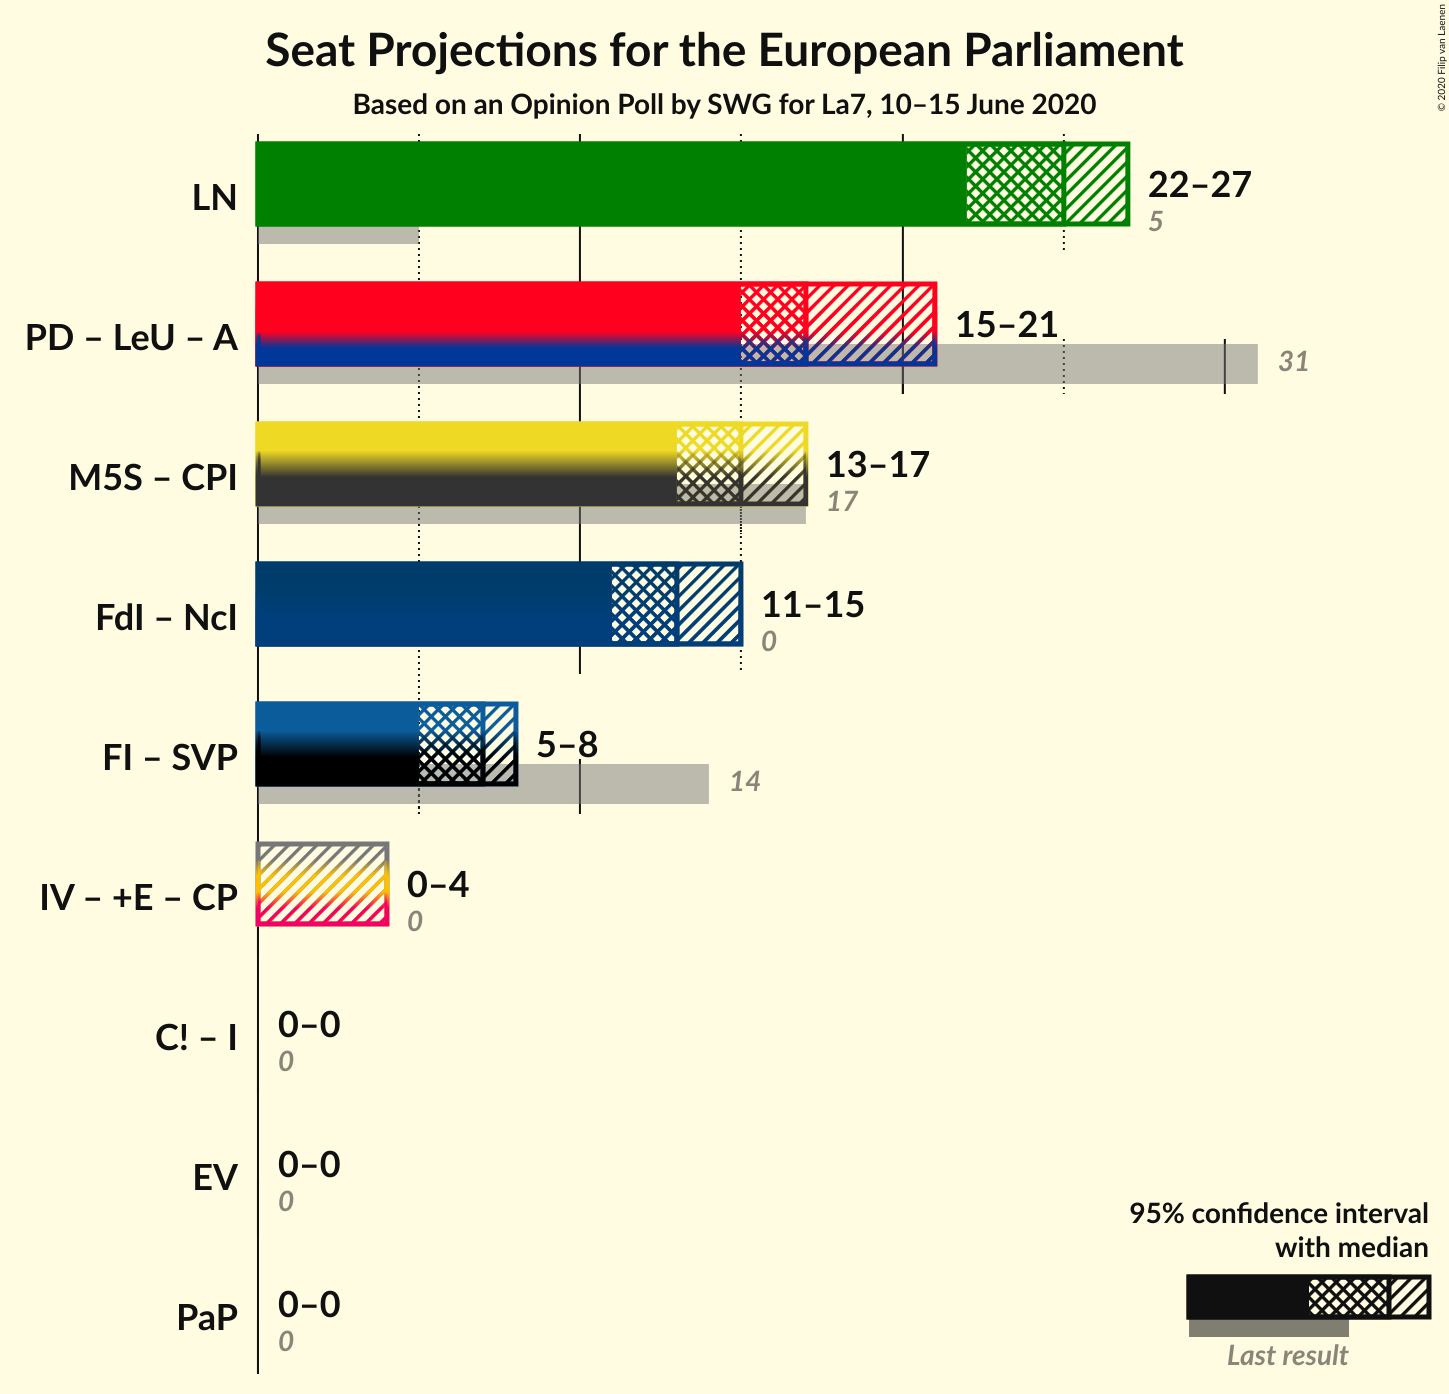 Seat Projections for the European Parliament
Based on an Opinion Poll by SWG for La7, 10–15 June 2020
© 2020 Filip van Laenen
LN
22–27
5
PD – LeU – A
15–21
31
M5S – CPI
13–17
17
FdI – NcI
11–15
0
FI – SVP
5–8
14
IV – +E – CP
0–4
0
C! – I
0–0
0
EV
0–0
0
PaP
0–0
0
95% confidence interval
with median
Last result